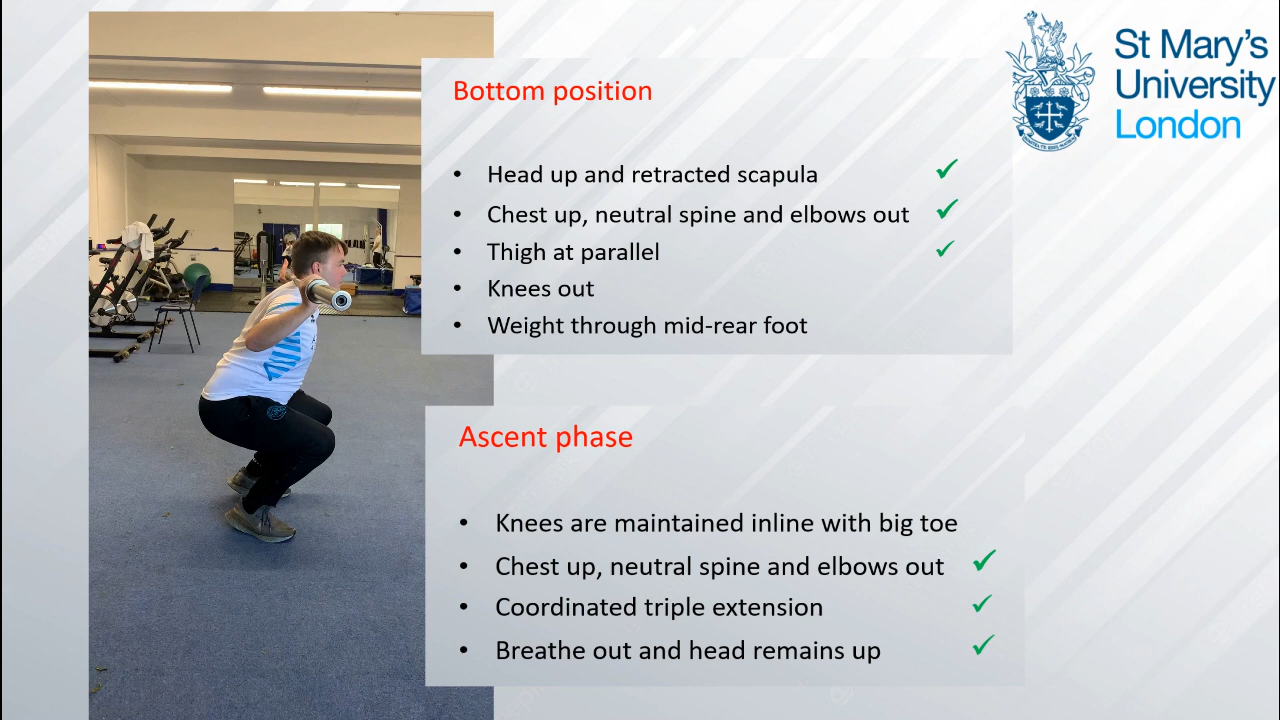 St Mary's
University
London
Bottom position
• Head up and retracted scapula ✓
• Chest up, neutral spine and elbows out ✓
• Thigh at parallel ✓
• Knees out
• Weight through mid-rear foot
Ascent phase
• Knees are maintained inline with big toe
• Chest up, neutral spine and elbows out ✓
• Coordinated triple extension ✓
• Breathe out and head remains up ✓